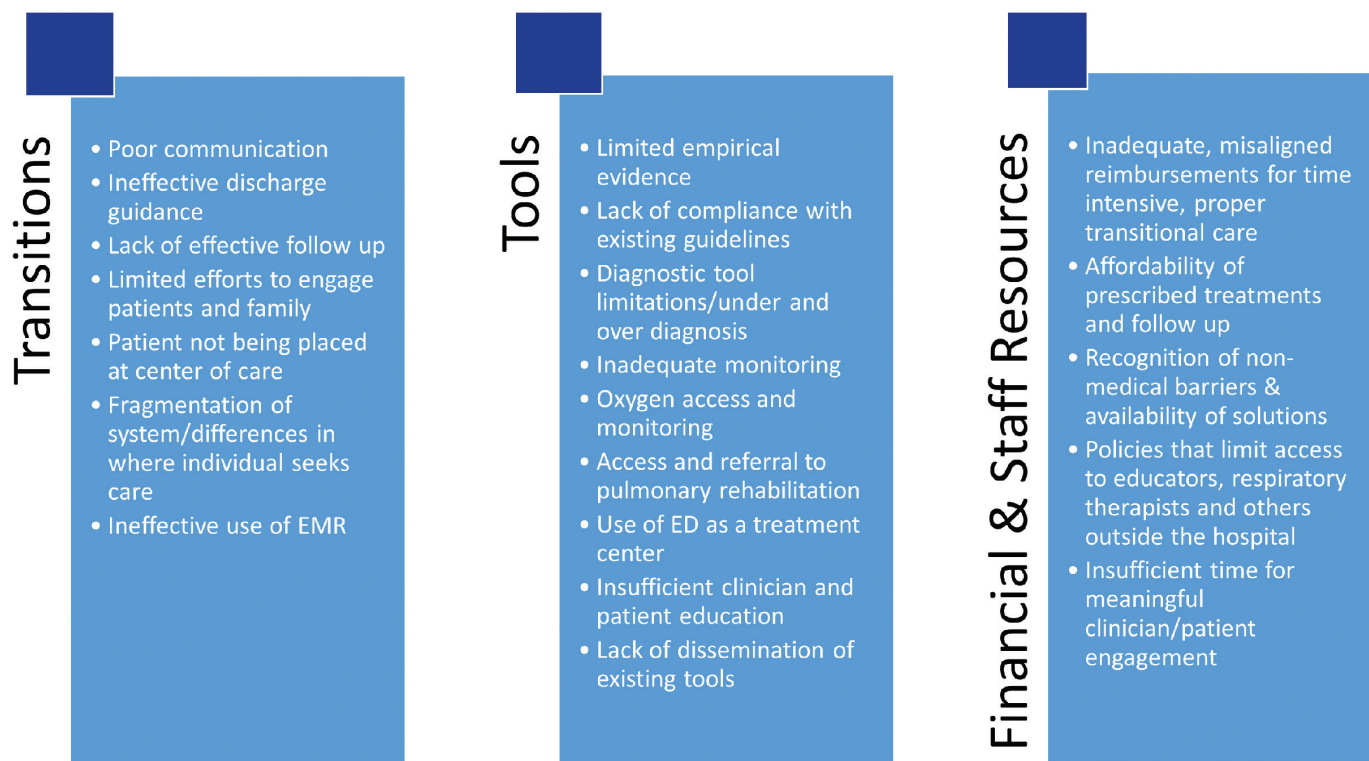 Transitions
• Poor communication
• Ineffective discharge
guidance
• Lack of effective follow up
• Limited efforts to engage
patients and family
• Patient not being placed
at center of care
• Fragmentation of
system/differences in
where individual seeks
care
• Ineffective use of EMR
Tools
• Limited empirical
evidence
• Lack of compliance with
existing guidelines
• Diagnostic tool
limitations/under and
over diagnosis
• Inadequate monitoring
• Oxygen access and
monitoring
• Access and referral to
pulmonary rehabilitation
• Use of ED as a treatment
center
• Insufficient clinician and
patient education
• Lack of dissemination of
existing tools
Financial & Staff Resources
• Inadequate, misaligned
reimbursements for time
intensive, proper
transitional care
• Affordability of
prescribed treatments
and follow up
• Recognition of non-
medical barriers &
availability of solutions
• Policies that limit access
to educators, respiratory
therapists and others
outside the hospital
• Insufficient time for
meaningful
clinician/patient
engagement